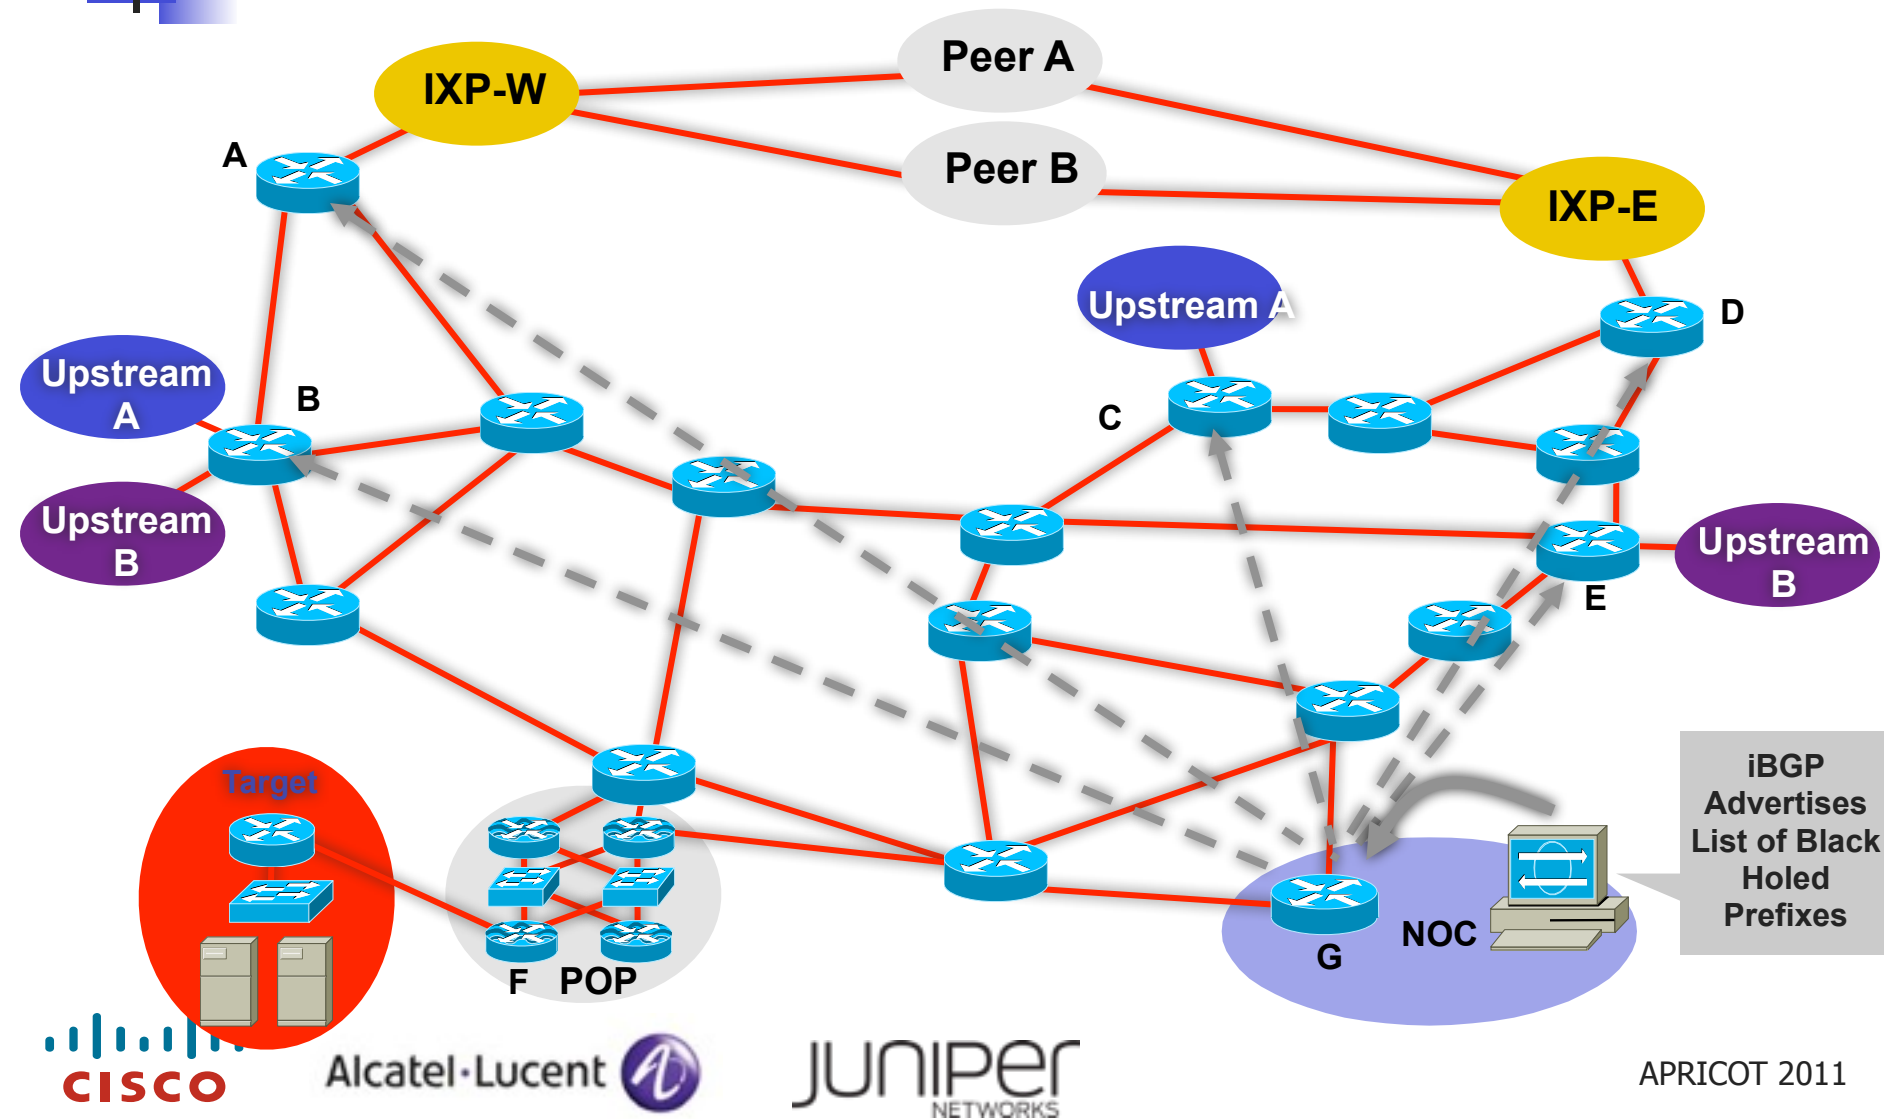 Peer A
IXP-W
A
Peer B
IXP-E
Upstream A
D
Upstream
A
B
C
Upstream
B
Upstream
B
E
Target
iBGP
Advertises
List of Black
Holed
Prefixes
NOC
G
F
POP
CISCO
Alcatel·Lucent
JUNIPer
NETWORKS
APRICOT 2011